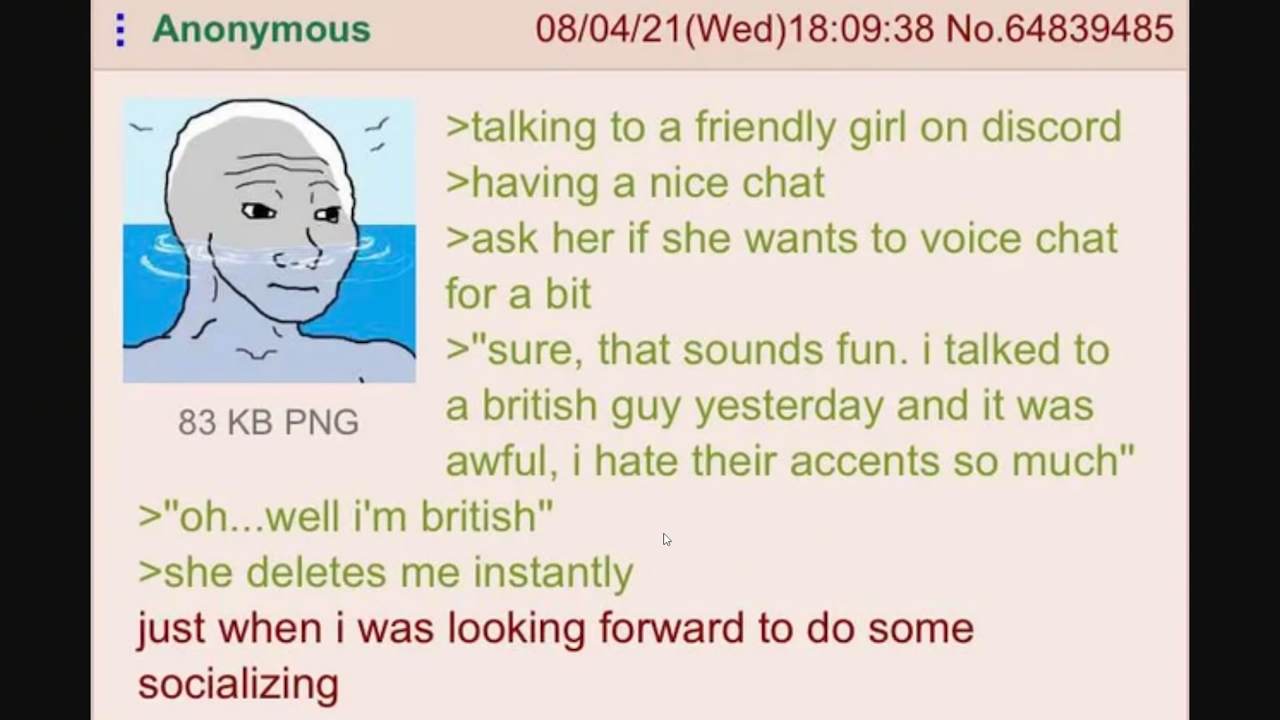 Anonymous 08/04/21(Wed)18:09:38 No.64839485
>talking to a friendly girl on discord
>having a nice chat
>ask her if she wants to voice chat
for a bit
>"sure, that sounds fun. i talked to
a british guy yesterday and it was
awful, i hate their accents so much"
83 KB PNG
>"oh...well i'm british"
>she deletes me instantly
just when i was looking forward to do some
socializing